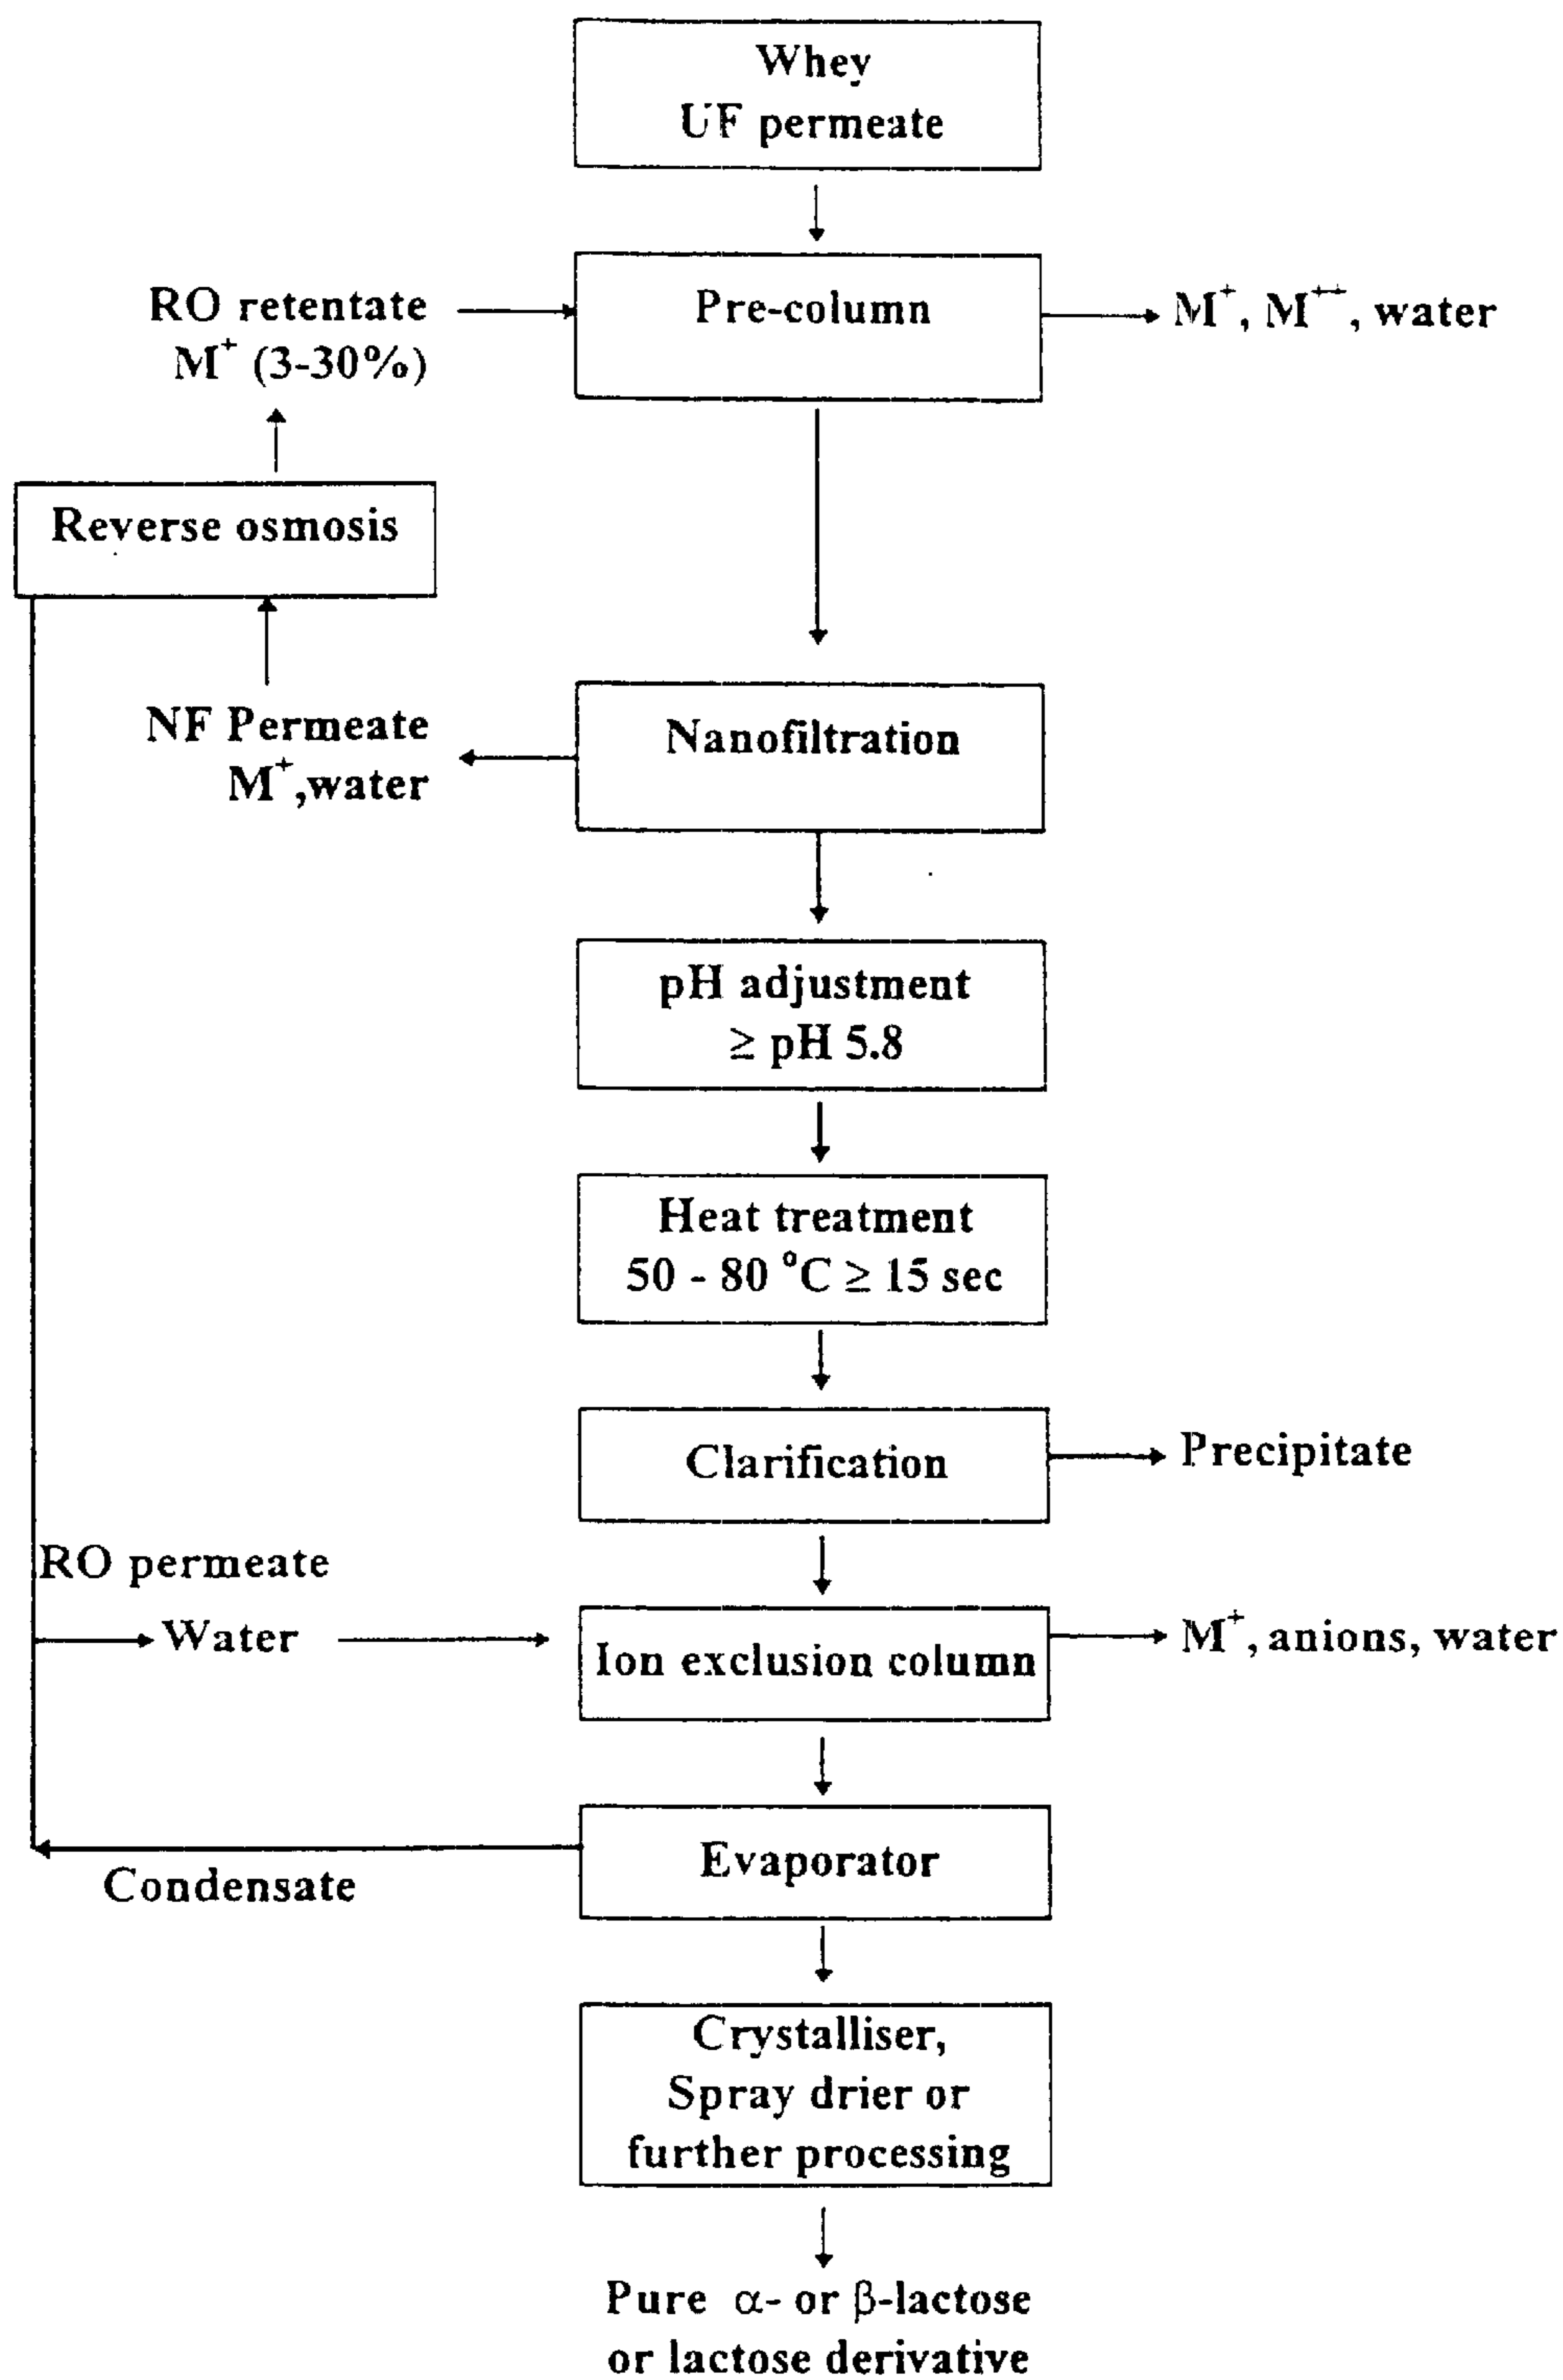 Whey
UF permeate
RO retentate
M⁺ (3-30%)
Pre-column
M⁺, M⁺⁺, water
Reverse osmosis
NF Permeate
M⁺,water
Nanofiltration
pH adjustment
≥ pH 5.8
Heat treatment
50 - 80 °C ≥ 15 sec
Clarification
Precipitate
RO permeate
Water
Ion exclusion column
M⁺, anions, water
Evaporator
Condensate
Crystalliser,
Spray drier or
further processing
Pure α- or β-lactose
or lactose derivative